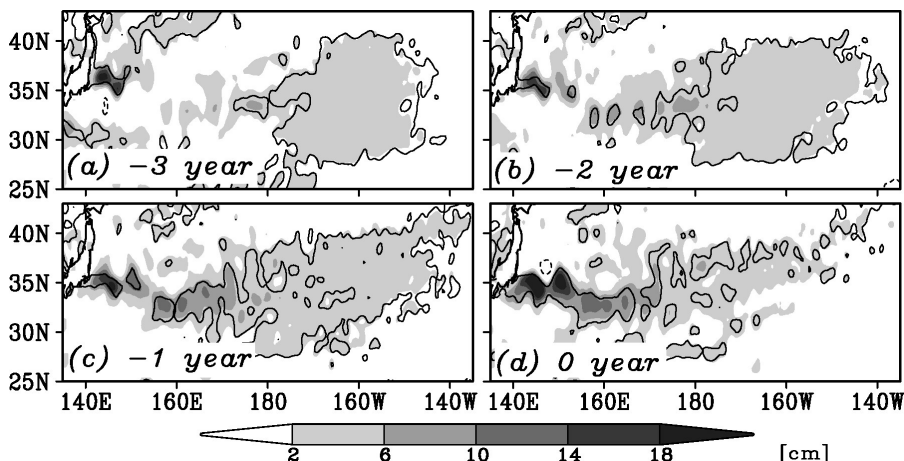 40N
35N
30N
25N
(a) -3 year
(b) -2 year
40N
35N
30N
25N
(c) -1 year
(d) 0 year
140E 160E 180 160W 140W
140E 160E 180 160W 140W
2 6 10 14 18 [cm]